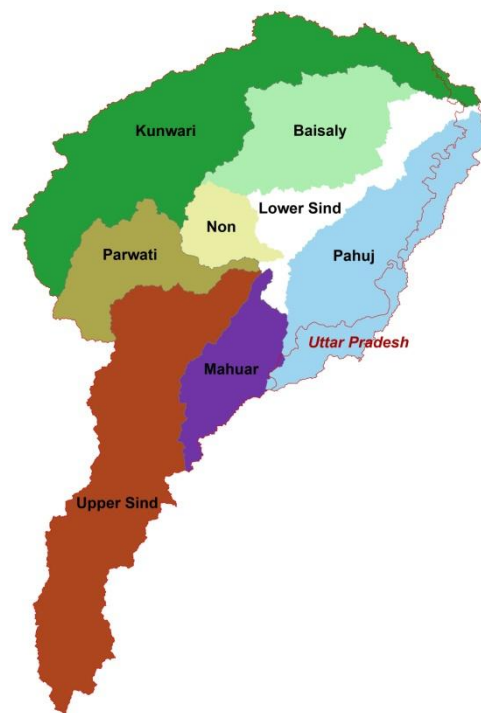 Kunwari
Baisaly
Lower Sind
Non
Parwati
Pahuj
Uttar Pradesh
Mahuar
Upper Sind